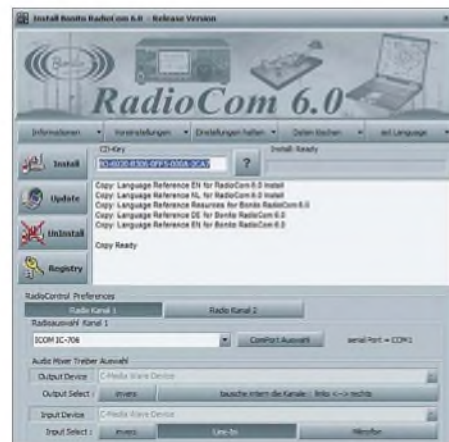 Install Bonito RadioCom 6.0 - Release Version
Bonito
RadioCom 6.0
Informationen
Voreinstellungen
Einstellungen halten
Daten löschen
set Language
CD-Key
Install Ready
Install
?
Copy: Language Reference EN for RadioCom 6.0 Install
Copy: Language Reference NL for RadioCom 6.0 Install
Copy: Language Reference Resources for Bonito RadioCom 6.0
Copy: Language Reference DE for Bonito RadioCom 6.0
Copy: Language Reference EN for Bonito RadioCom 6.0
Copy Ready
Update
UnInstall
Registry
RadioControl Preferences
Radio Kanal 1
Radio Kanal 2
Radioauswahl Kanal 1
ICOM IC-706
ComPort Auswahl
serial Port = COM1
Audio Mixer Treiber Auswahl
Output Device
C-Media Wave Device
Output Select :
invers
tausche intern die Kanäle : links <--> rechts
Input Device
C-Media Wave Device
Input Select :
invers
Line-In
Mikrofon